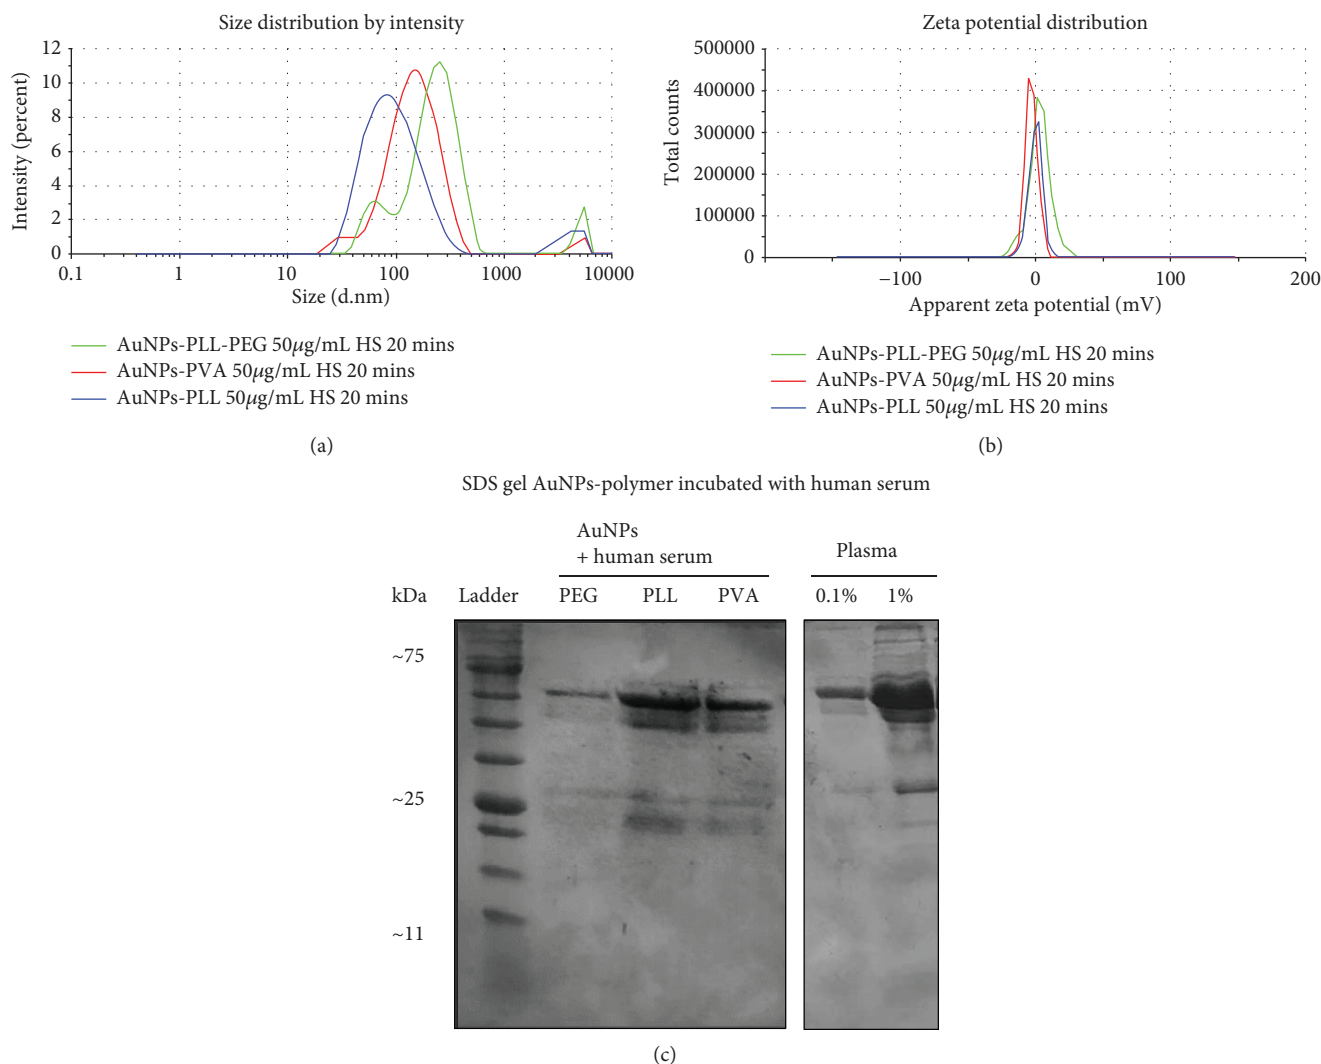 Size distribution by intensity
12
10
8
6
4
2
0
Intensity (percent)
0.1
1
10
100
1000
10000
Size (d.nm)
AuNPs-PLL-PEG 50μg/mL HS 20 mins
AuNPs-PVA 50μg/mL HS 20 mins
AuNPs-PLL 50μg/mL HS 20 mins
(a)
Zeta potential distribution
500000
400000
300000
200000
100000
0
Total counts
−100
0
100
200
Apparent zeta potential (mV)
AuNPs-PLL-PEG 50μg/mL HS 20 mins
AuNPs-PVA 50μg/mL HS 20 mins
AuNPs-PLL 50μg/mL HS 20 mins
(b)
SDS gel AuNPs-polymer incubated with human serum
AuNPs
+ human serum
Plasma
kDa Ladder PEG PLL PVA 0.1% 1%
~75
~25
~11
(c)